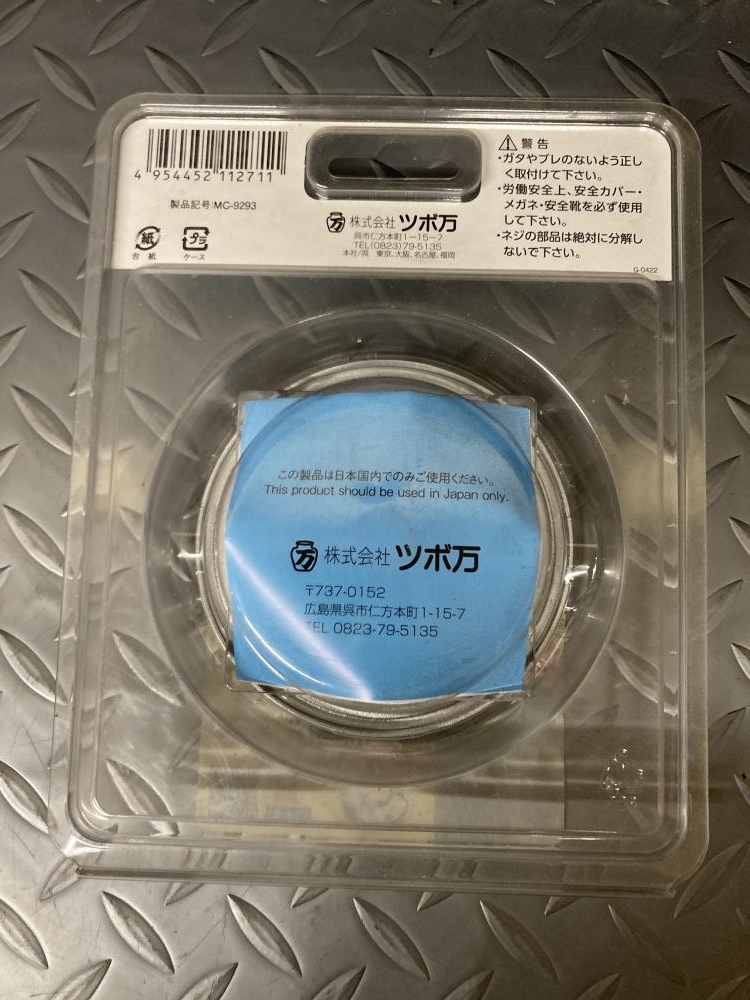 4 954452 112711
製品記号:MC-9293
紙
台 紙
プラ
ケース
万
株式会社 ツボ万
呉市仁方本町1－15－7
TEL(0823)79-5135
本社/呉 東京、大阪、名古屋、福岡
警告
・ガタやブレのないよう正し
く取付けて下さい。
・労働安全上、安全カバー・
メガネ・安全靴を必ず使用
して下さい。
・ネジの部品は絶対に分解し
ないで下さい。
G-0422
この製品は日本国内でのみご使用ください。
This product should be used in Japan only.
万
株式会社 ツボ万
〒737-0152
広島県呉市仁方本町1-15-7
TEL 0823-79-5135